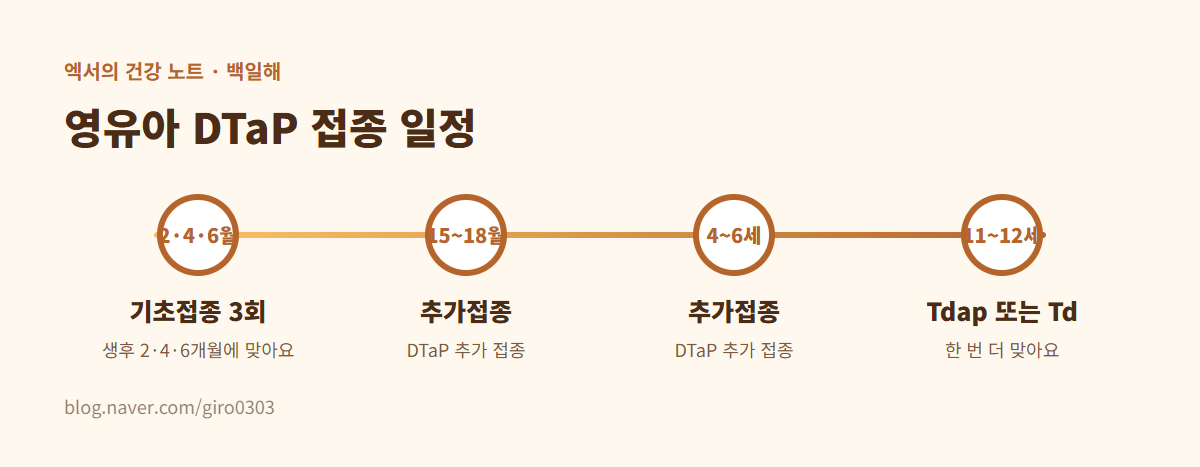 엑서의 건강 노트 · 백일해
영유아 DTaP 접종 일정
2·4·6월
15~18월
4~6세
11~12세
기초접종 3회
추가접종
추가접종
Tdap 또는 Td
생후 2·4·6개월에 맞아요
DTaP 추가 접종
DTaP 추가 접종
한 번 더 맞아요
blog.naver.com/giro0303